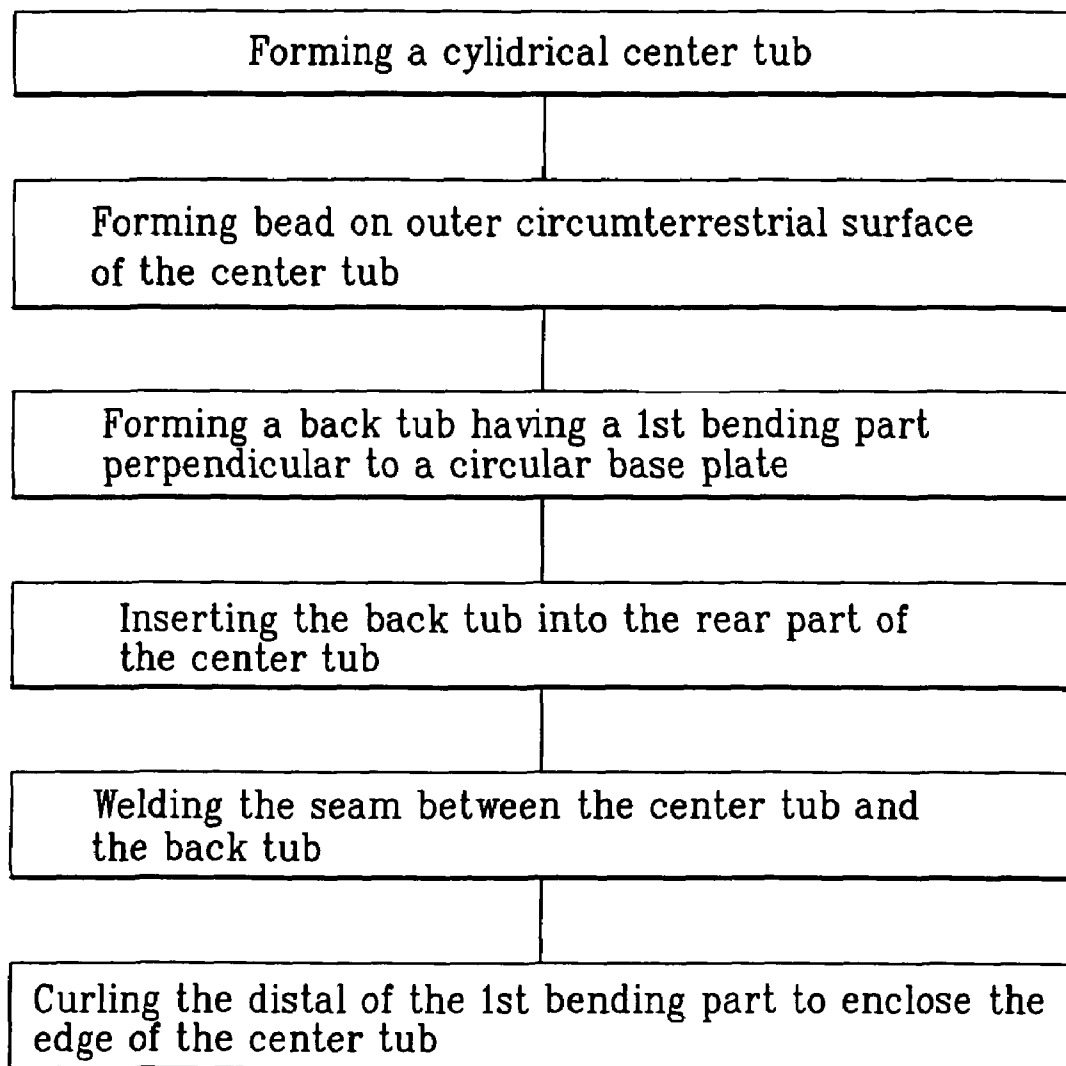 Forming a cylidrical center tub
Forming bead on outer circumterrestrial surface
of the center tub
Forming a back tub having a 1st bending part
perpendicular to a circular base plate
Inserting the back tub into the rear part of
the center tub
Welding the seam between the center tub and
the back tub
Curling the distal of the 1st bending part to enclose the
edge of the center tub